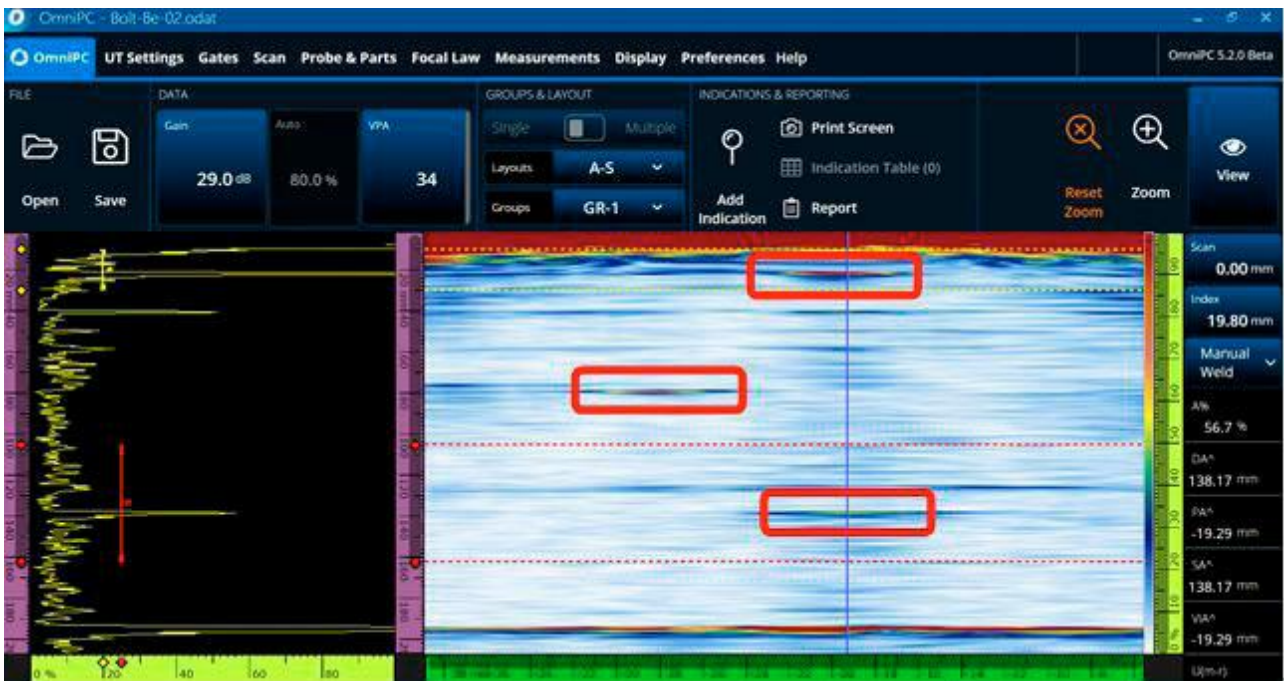 OmniPC - Bolt-Be-02.odat
OmniPC UT Settings Gates Scan Probe & Parts Focal Law Measurements Display Preferences Help OmniPC 5.2.0 Beta
FILE DATA GROUPS & LAYOUT INDICATIONS & REPORTING
Gain Auto VPA Single Multiple
29.0 dB 80.0 % 34
Open Save
Layouts A-S
Groups GR-1
Add Indication
Print Screen
Indication Table (0)
Report
Reset Zoom
Zoom
View
Scan
0.00 mm
Index
19.80 mm
Manual Weld
A%
56.7 %
DA^
138.17 mm
PA^
-19.29 mm
SA^
138.17 mm
VIA^
-19.29 mm
U(m-r):
0 % 20 40 60 80